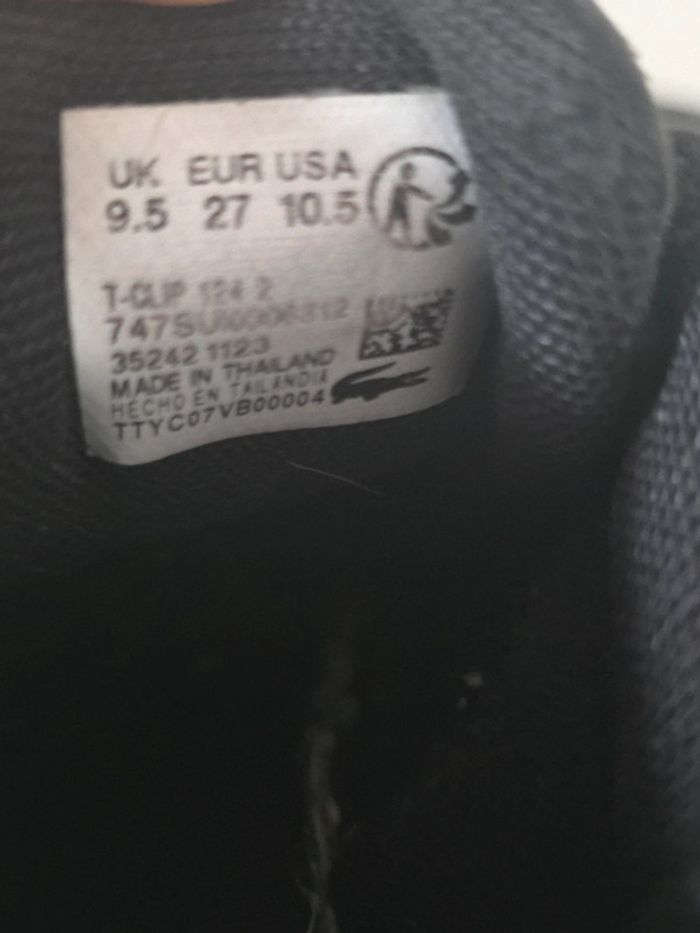 UK EUR USA
9.5 27 10.5
T-CLIP 124 2
35242 1123
MADE IN THAILAND
HECHO EN TAILANDIA
TTYC07VB00004